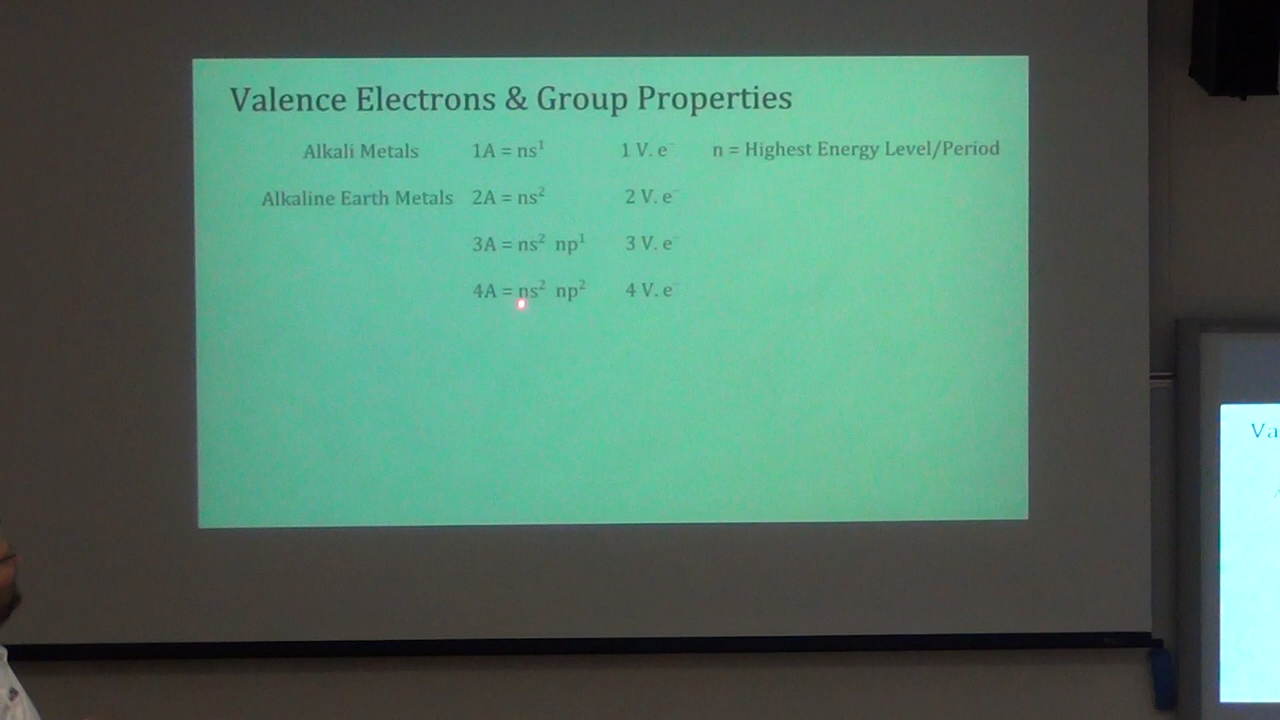 Valence Electrons & Group Properties
Alkali Metals 1A = ns¹ 1 V. e⁻ n = Highest Energy Level/Period
Alkaline Earth Metals 2A = ns² 2 V. e⁻
3A = ns² np¹ 3 V. e⁻
4A = ns² np² 4 V. e⁻
Va